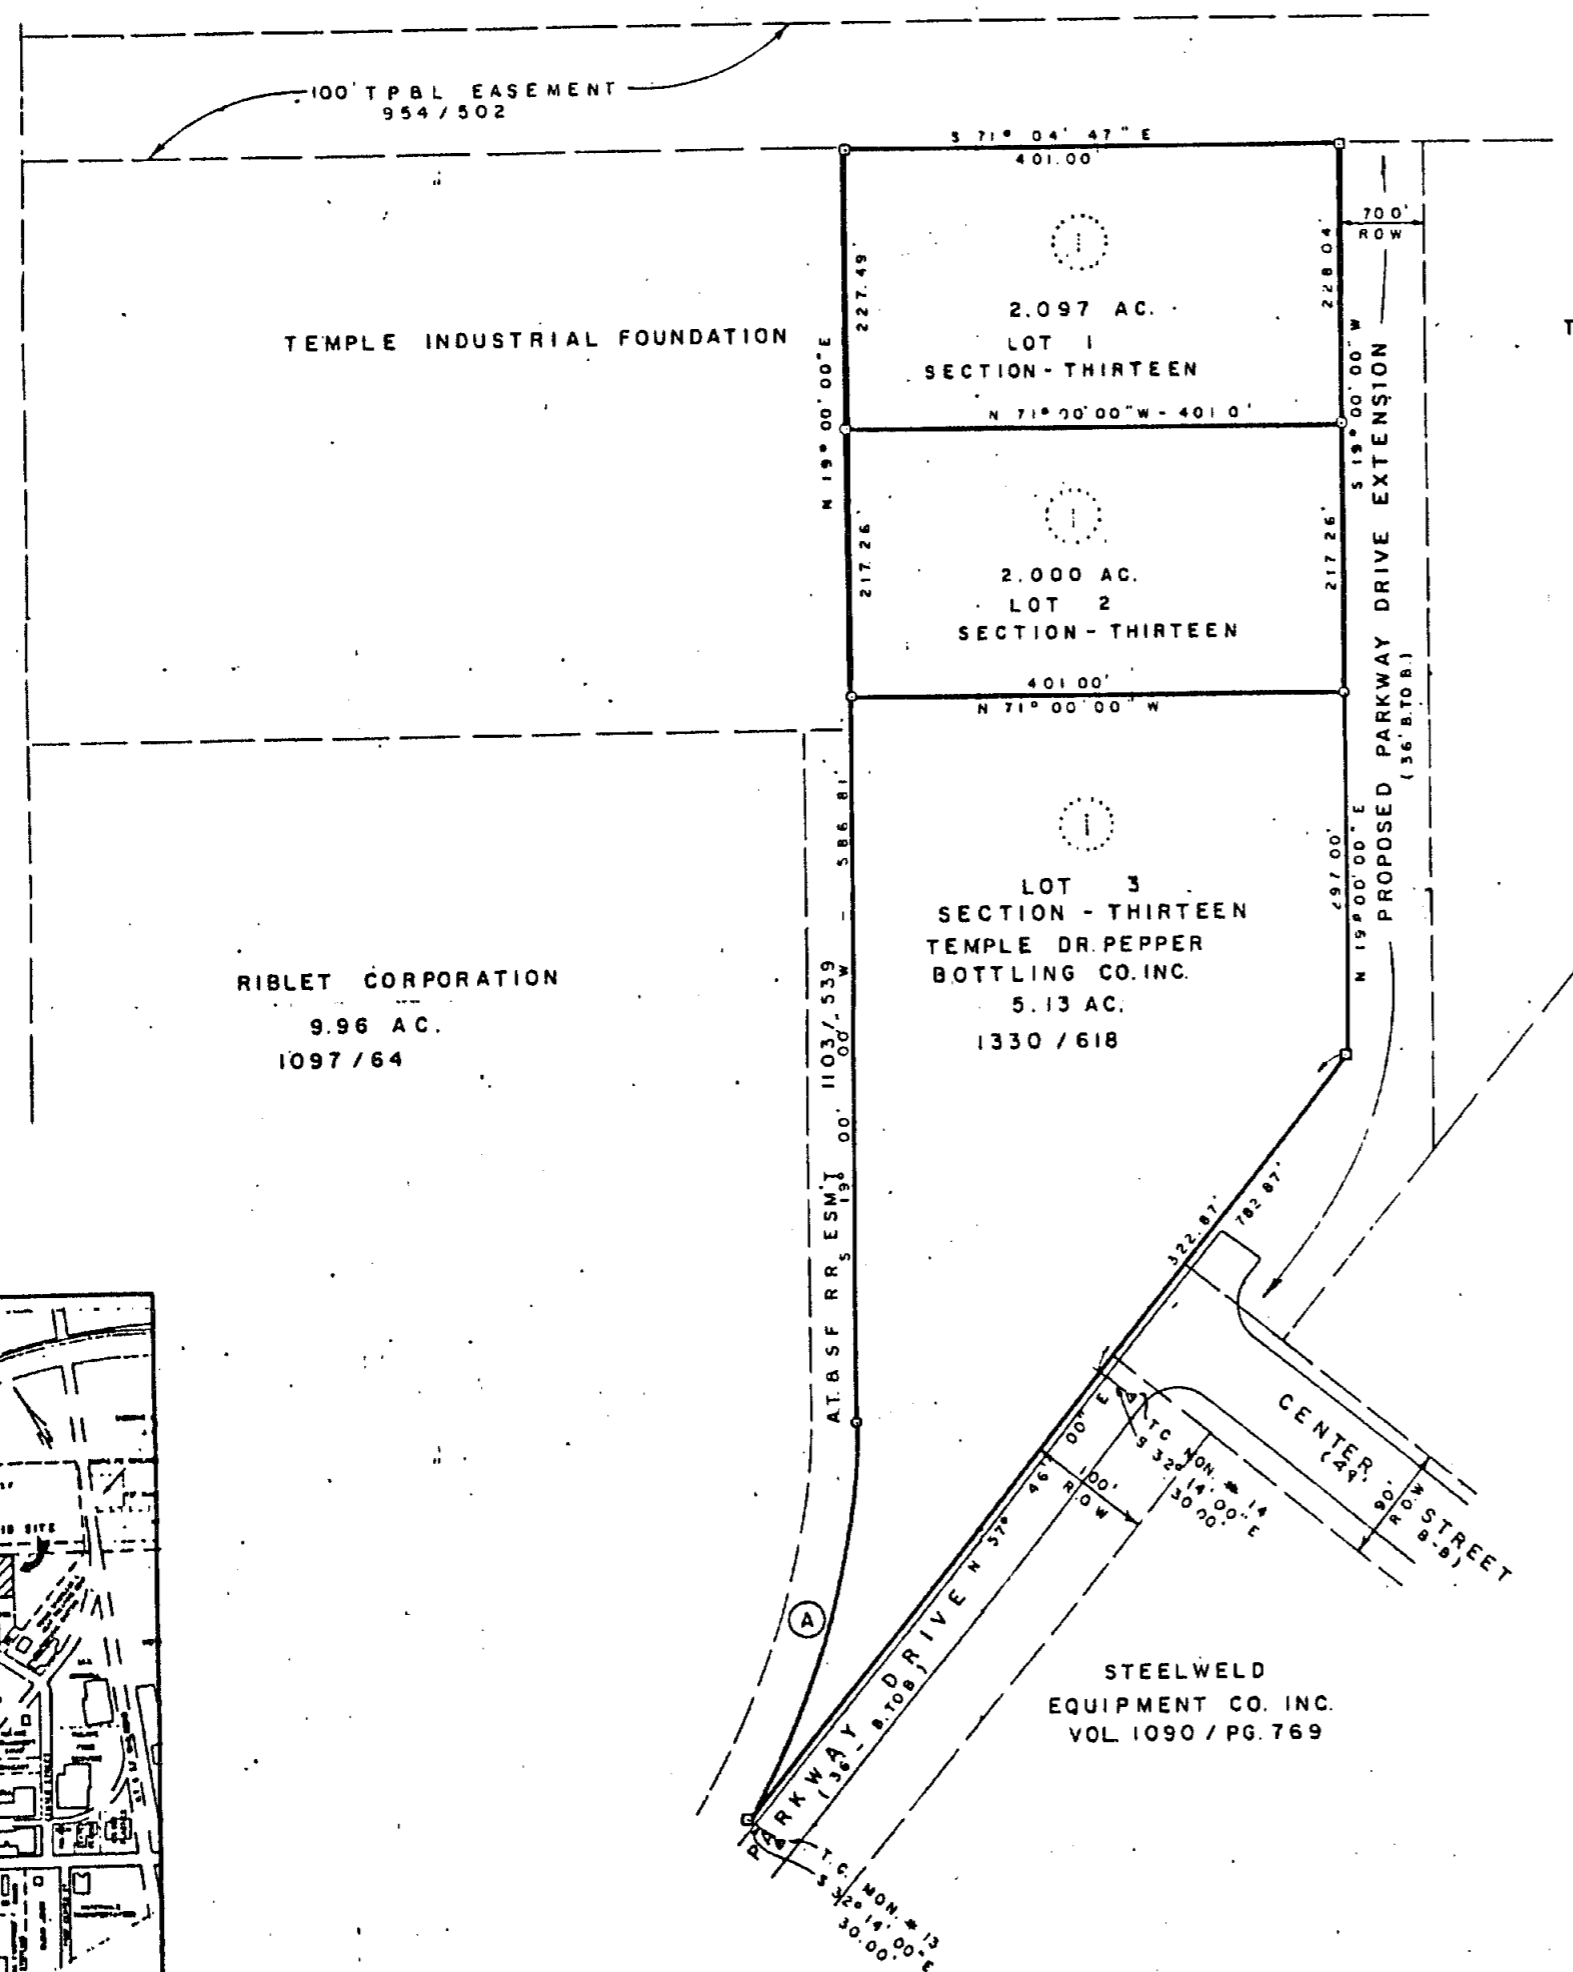 100' T P & L EASEMENT
954 / 502
S 71° 04' 47" E
401.00'
70 0'
ROW
227.49'
228 04'
2.097 AC.
LOT 1
SECTION - THIRTEEN
TEMPLE INDUSTRIAL FOUNDATION
N 19° 00' 00" E
S 19° 00' 00" W
N 71° 00' 00" W - 401 0'
217.26'
217 26'
2.000 AC.
LOT 2
SECTION - THIRTEEN
401 00'
N 71° 00' 00" W
PROPOSED PARKWAY DRIVE EXTENSION
(36' B. TO B.)
S 19° 00' 00" W - 586 81'
297 00'
N 19° 00' 00" E
LOT 3
SECTION - THIRTEEN
TEMPLE DR. PEPPER
BOTTLING CO. INC.
5.13 AC.
1330 / 618
RIBLET CORPORATION
9.96 AC.
1097 / 64
A.T. & S F RR ESM'T 1103 / 539
322.87'
782 87'
CENTER STREET
(49' B-B)
90'
R.O.W
T C MON. # 14
S 32° 14' 00" E
30 00'
100'
R.O W
N 57° 46' 00" E
PARKWAY DRIVE
(36' - B. TO B)
A
STEELWELD
EQUIPMENT CO. INC.
VOL. 1090 / PG. 769
T. C. MON. # 13
S 32° 14' 00" E
30.00'
SITE